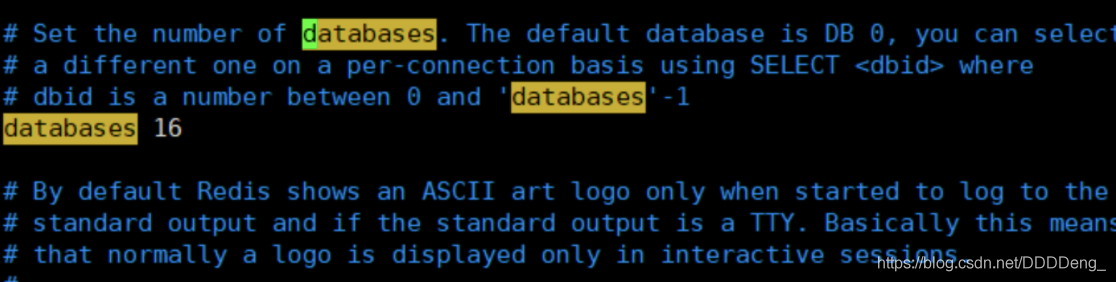 # Set the number of databases. The default database is DB 0, you can select
# a different one on a per-connection basis using SELECT <dbid> where
# dbid is a number between 0 and 'databases'-1
databases 16
# By default Redis shows an ASCII art logo only when started to log to the
# standard output and if the standard output is a TTY. Basically this means
# that normally a logo is displayed only in interactive sessions.
#
https://blog.csdn.net/DDDDeng_